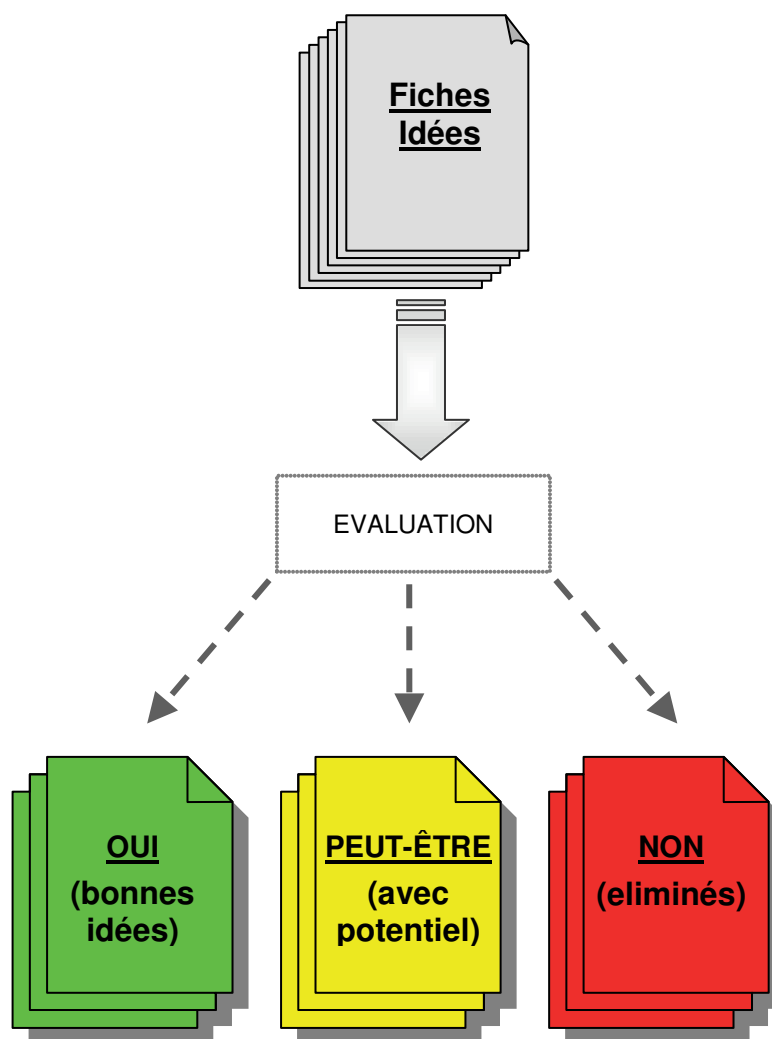 Fiches
Idées
EVALUATION
OUI
(bonnes
idées)
PEUT-ÊTRE
(avec
potentiel)
NON
(eliminés)